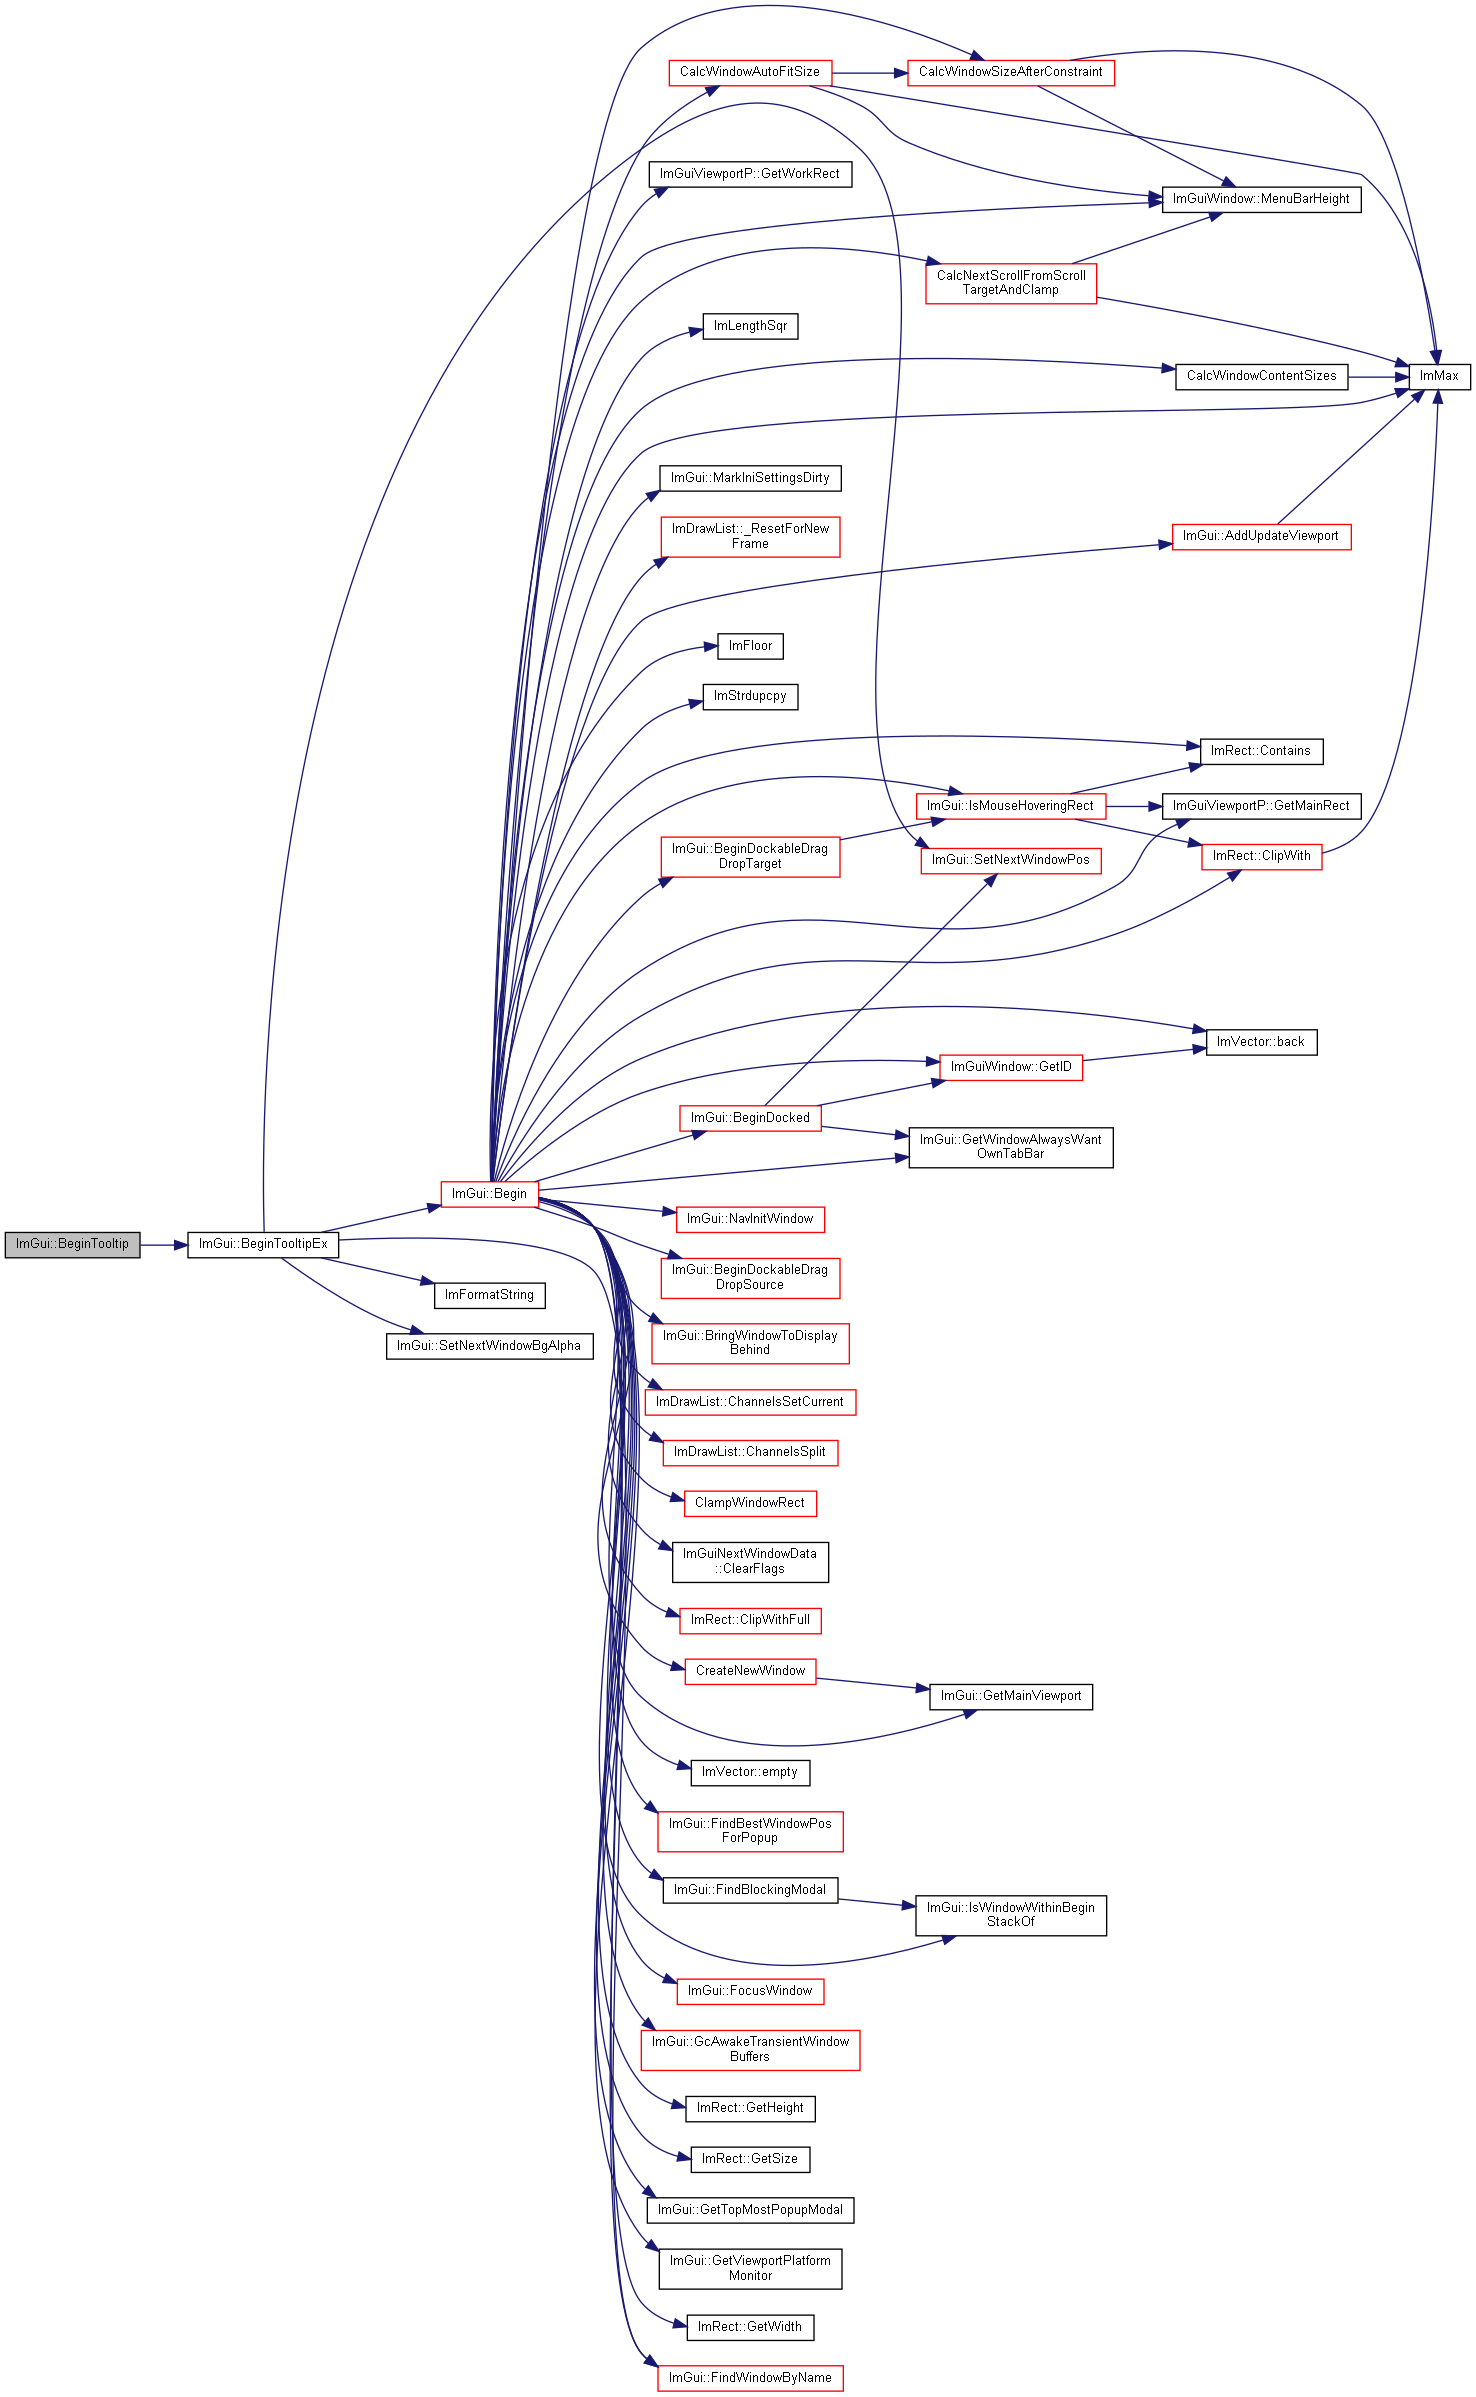 CalcWindowAutoFitSize
CalcWindowSizeAfterConstraint
ImGuiViewportP::GetWorkRect
ImGuiWindow::MenuBarHeight
CalcNextScrollFromScroll
TargetAndClamp
ImLengthSqr
CalcWindowContentSizes
ImMax
ImGui::MarkIniSettingsDirty
ImDrawList::_ResetForNew
Frame
ImGui::AddUpdateViewport
ImFloor
ImStrdupcpy
ImRect::Contains
ImGui::IsMouseHoveringRect
ImGuiViewportP::GetMainRect
ImGui::BeginDockableDrag
DropTarget
ImGui::SetNextWindowPos
ImRect::ClipWith
ImVector::back
ImGuiWindow::GetID
ImGui::BeginDocked
ImGui::GetWindowAlwaysWant
OwnTabBar
ImGui::Begin
ImGui::NavInitWindow
ImGui::BeginTooltip
ImGui::BeginTooltipEx
ImGui::BeginDockableDrag
DropSource
ImFormatString
ImGui::SetNextWindowBgAlpha
ImGui::BringWindowToDisplay
Behind
ImDrawList::ChannelsSetCurrent
ImDrawList::ChannelsSplit
ClampWindowRect
ImGuiNextWindowData
::ClearFlags
ImRect::ClipWithFull
CreateNewWindow
ImGui::GetMainViewport
ImVector::empty
ImGui::FindBestWindowPos
ForPopup
ImGui::FindBlockingModal
ImGui::IsWindowWithinBegin
StackOf
ImGui::FocusWindow
ImGui::GcAwakeTransientWindow
Buffers
ImRect::GetHeight
ImRect::GetSize
ImGui::GetTopMostPopupModal
ImGui::GetViewportPlatform
Monitor
ImRect::GetWidth
ImGui::FindWindowByName